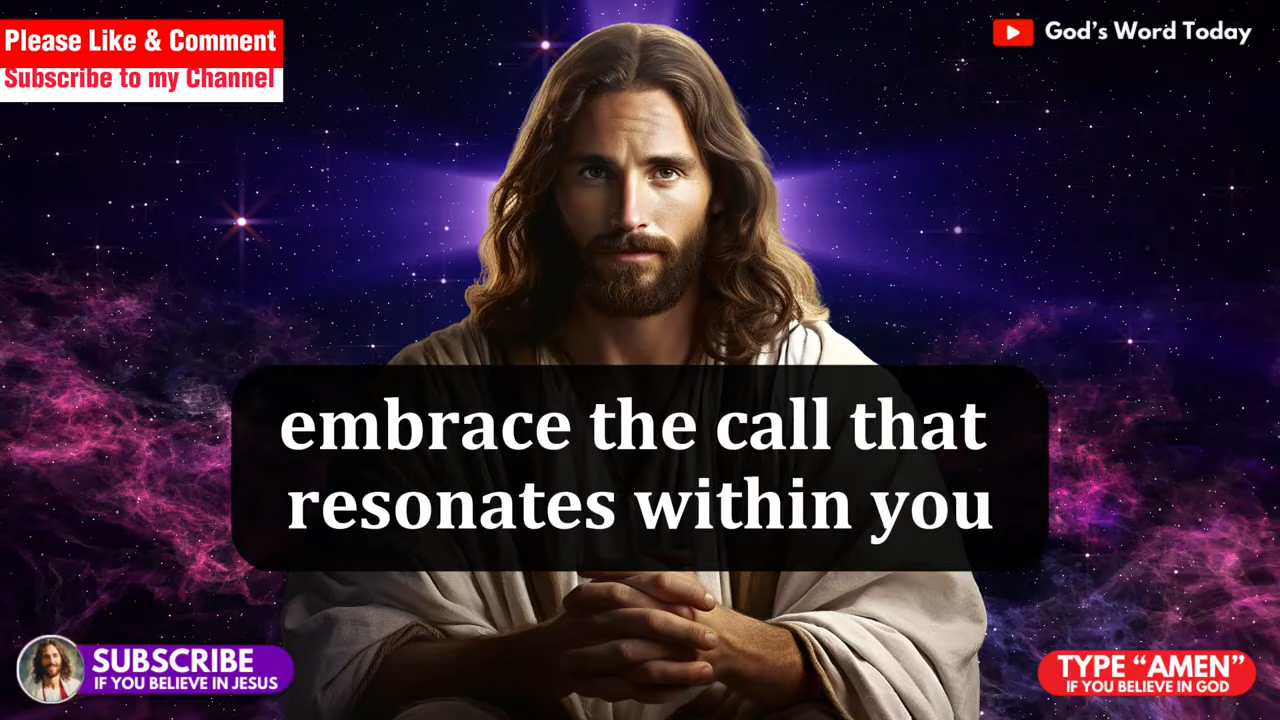 Please Like & Comment
Subscribe to my Channel
God's Word Today
embrace the call that
resonates within you
SUBSCRIBE
IF YOU BELIEVE IN JESUS
TYPE “AMEN”
IF YOU BELIEVE IN GOD